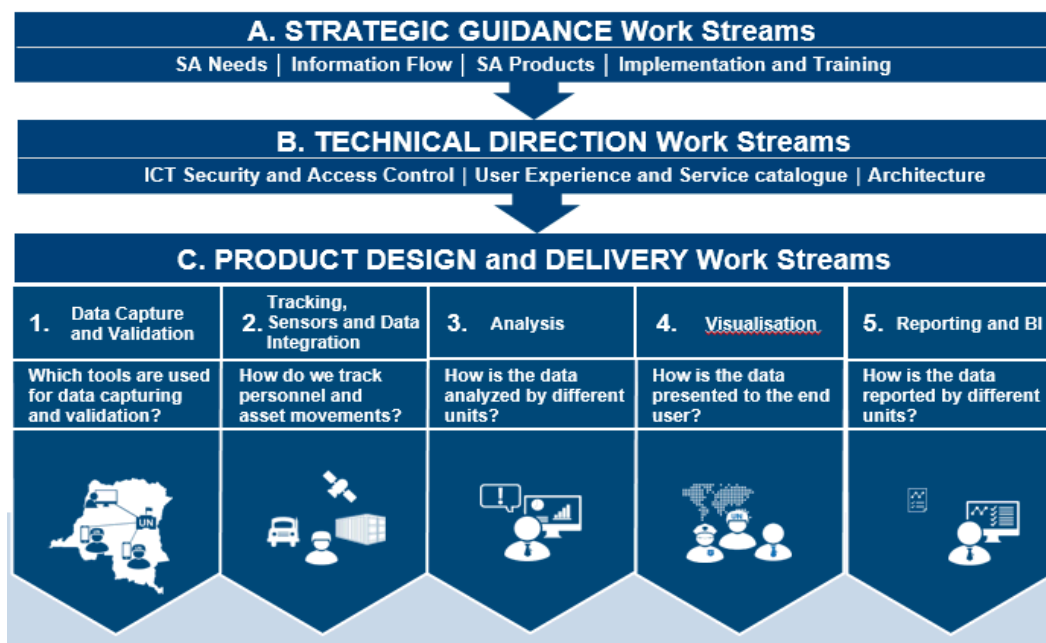 A. STRATEGIC GUIDANCE Work Streams
SA Needs | Information Flow | SA Products | Implementation and Training
B. TECHNICAL DIRECTION Work Streams
ICT Security and Access Control | User Experience and Service catalogue | Architecture
C. PRODUCT DESIGN and DELIVERY Work Streams
1. Data Capture
and Validation
2. Tracking,
Sensors and Data
Integration
3. Analysis
4. Visualisation
5. Reporting and BI
Which tools are used
for data capturing
and validation?
How do we track
personnel and
asset movements?
How is the data
analyzed by different
units?
How is the data
presented to the end
user?
How is the data
reported by different
units?
UN
!
UN